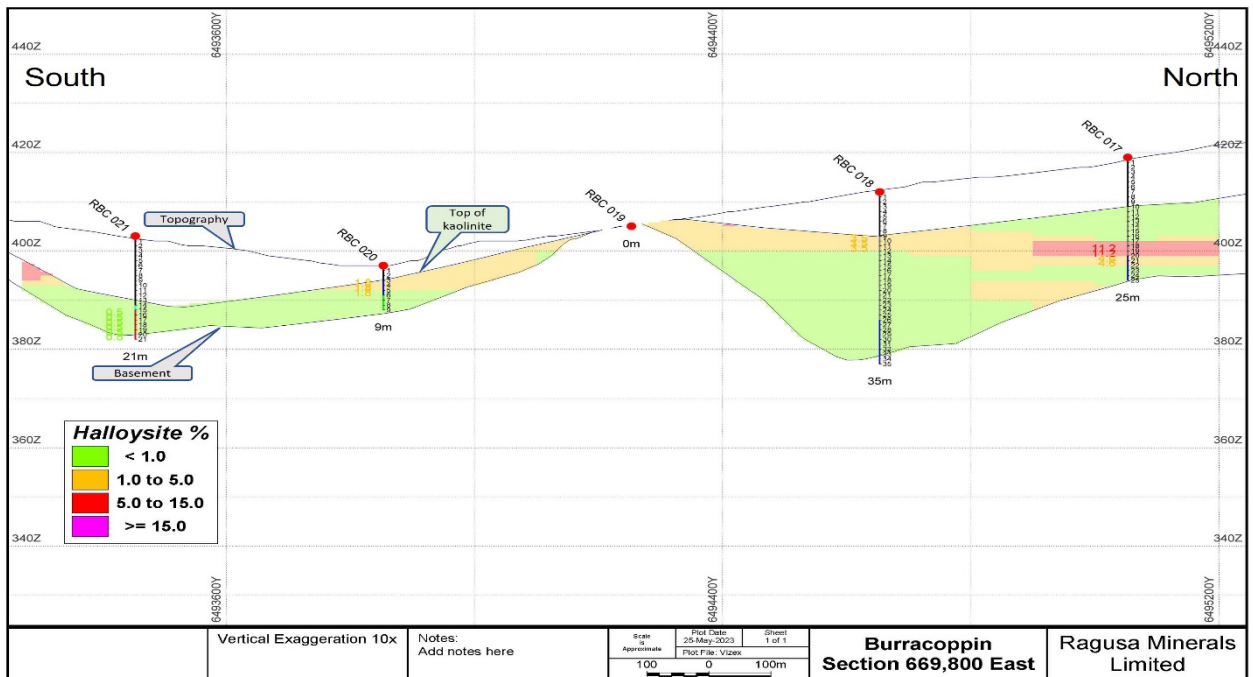 6493600Y
6494400Y
6495200Y
440Z
440Z
South
North
420Z
420Z
RBC 017
RBC 018
RBC 021
Topography
Top of
kaolinite
RBC 019
RBC 020
400Z
400Z
0m
11.2
11.2
25m
9m
380Z
380Z
21m
Basement
35m
360Z
360Z
Halloysite %
< 1.0
1.0 to 5.0
5.0 to 15.0
>= 15.0
340Z
340Z
6493600Y
6494400Y
6495200Y
Vertical Exaggeration 10x
Notes:
Add notes here
Scale
is
Approximate
Plot Date
25-May-2023
Sheet
1 of 1
Plot File: Vizex
100 0 100m
Burracoppin
Section 669,800 East
Ragusa Minerals
Limited